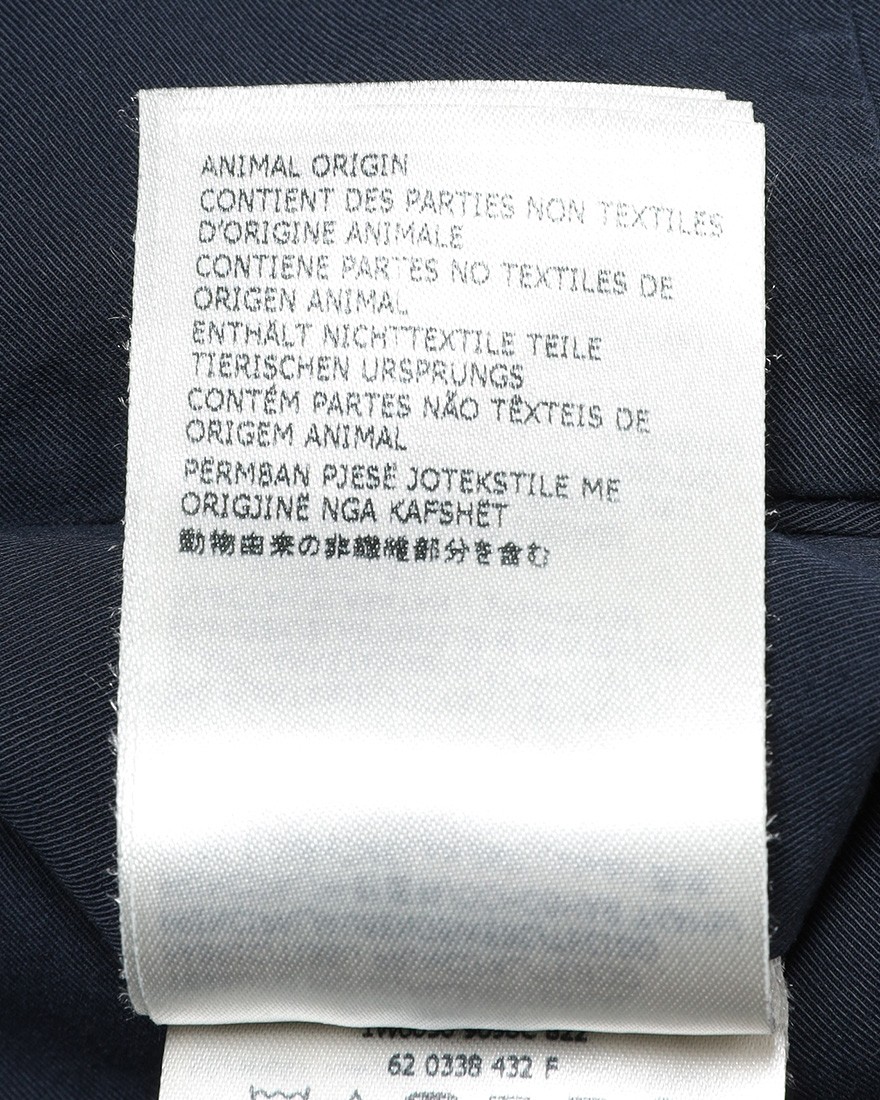 ANIMAL ORIGIN
CONTIENT DES PARTIES NON TEXTILES
D'ORIGINE ANIMALE
CONTIENE PARTES NO TEXTILES DE
ORIGEN ANIMAL
ENTHÄLT NICHTTEXTILE TEILE
TIERISCHEN URSPRUNGS
CONTÉM PARTES NÃO TÊXTEIS DE
ORIGEM ANIMAL
PËRMBAN PJESË JOTEKSTILE ME
ORIGJINË NGA KAFSHËT
動物由来の非繊維部分を含む
62 0338 432 F